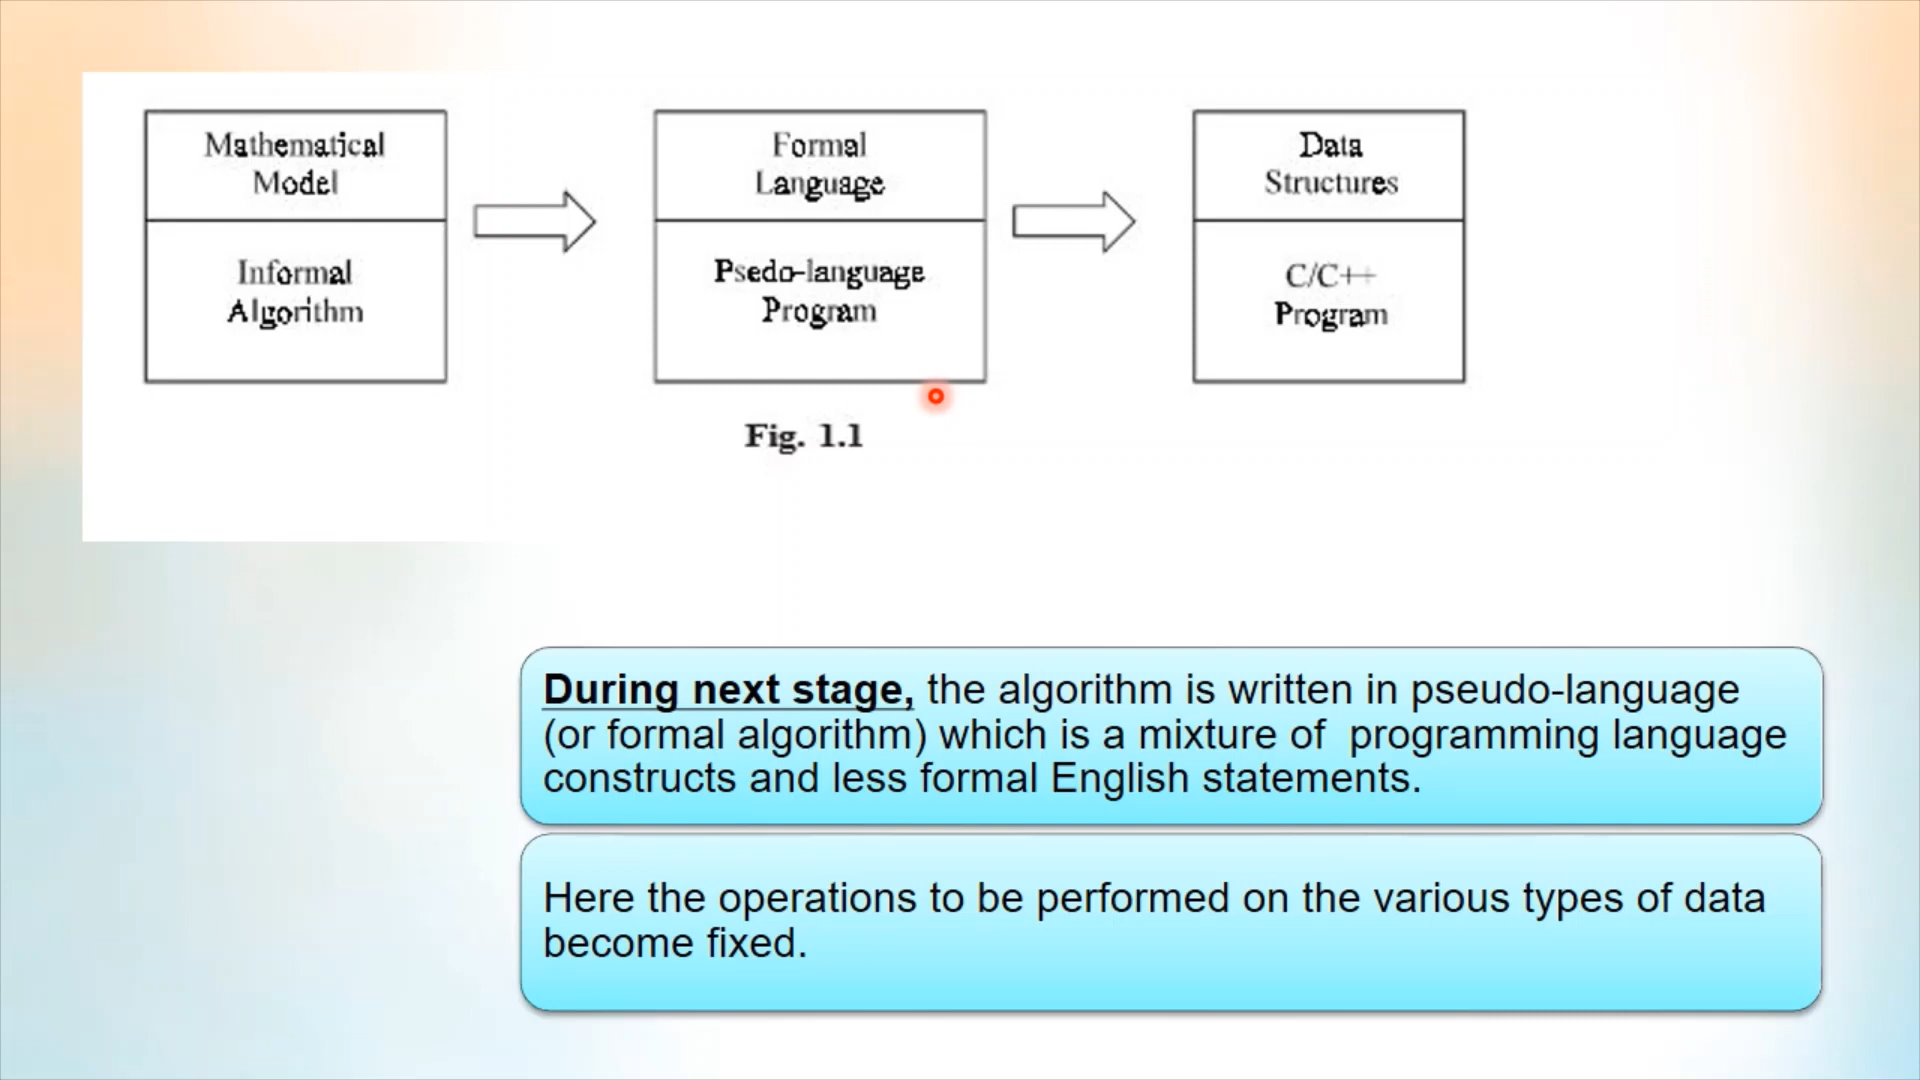 Mathematical
Model
Informal
Algorithm
Formal
Language
Psedo-language
Program
Data
Structures
C/C++
Program
Fig. 1.1
During next stage, the algorithm is written in pseudo-language
(or formal algorithm) which is a mixture of programming language
constructs and less formal English statements.
Here the operations to be performed on the various types of data
become fixed.